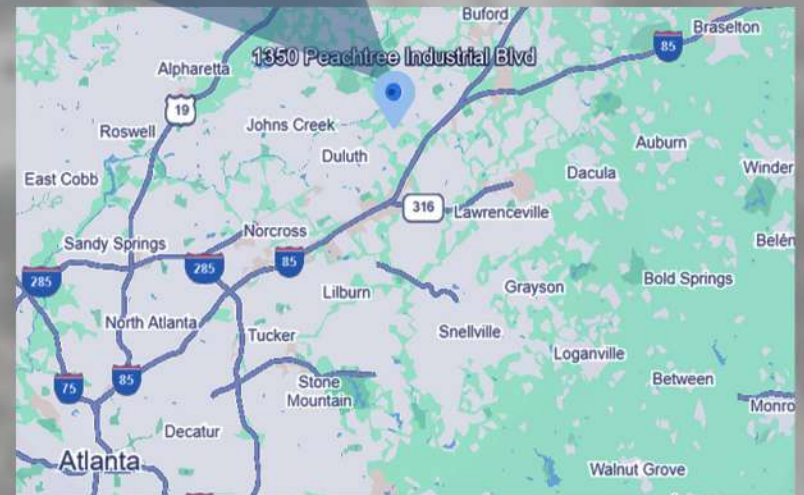 Buford
Braselton
85
1350 Peachtree Industrial Blvd
Alpharetta
19
Roswell
Johns Creek
Auburn
Duluth
Winder
East Cobb
Dacula
316
Lawrenceville
Norcross
Sandy Springs
Belén
285
285
85
Lilburn
Grayson
Bold Springs
North Atlanta
Tucker
Snellville
Loganville
75
85
Stone
Mountain
Between
Monro
Decatur
Atlanta
Walnut Grove